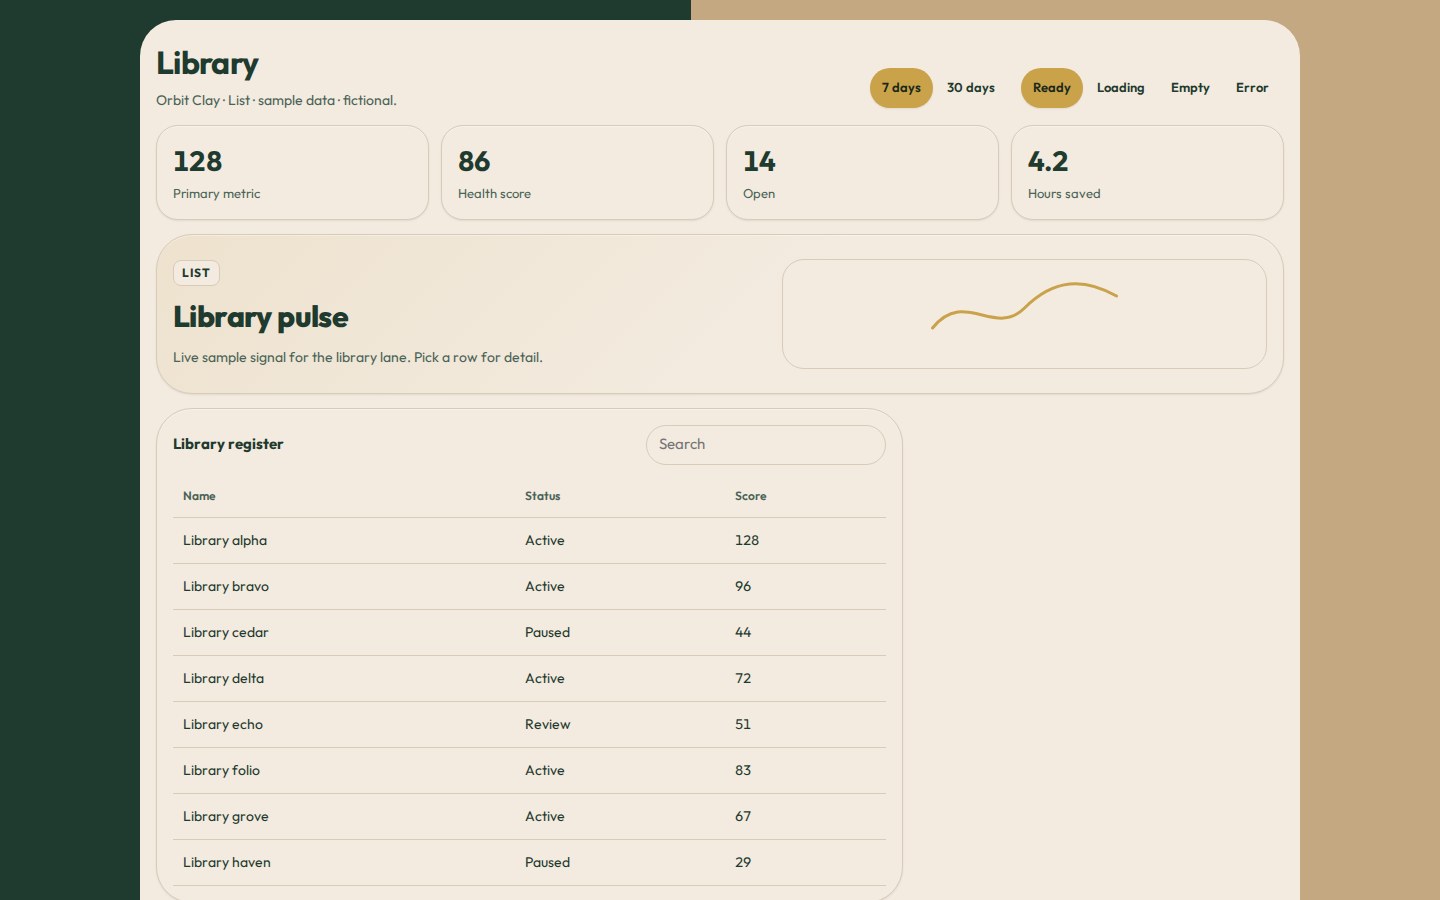 Library
Orbit Clay · List · sample data · fictional.
7 days
30 days
Ready
Loading
Empty
Error
128
Primary metric
86
Health score
14
Open
4.2
Hours saved
LIST
Library pulse
Live sample signal for the library lane. Pick a row for detail.
Library register
Search
Name Status Score
Library alpha Active 128
Library bravo Active 96
Library cedar Paused 44
Library delta Active 72
Library echo Review 51
Library folio Active 83
Library grove Active 67
Library haven Paused 29